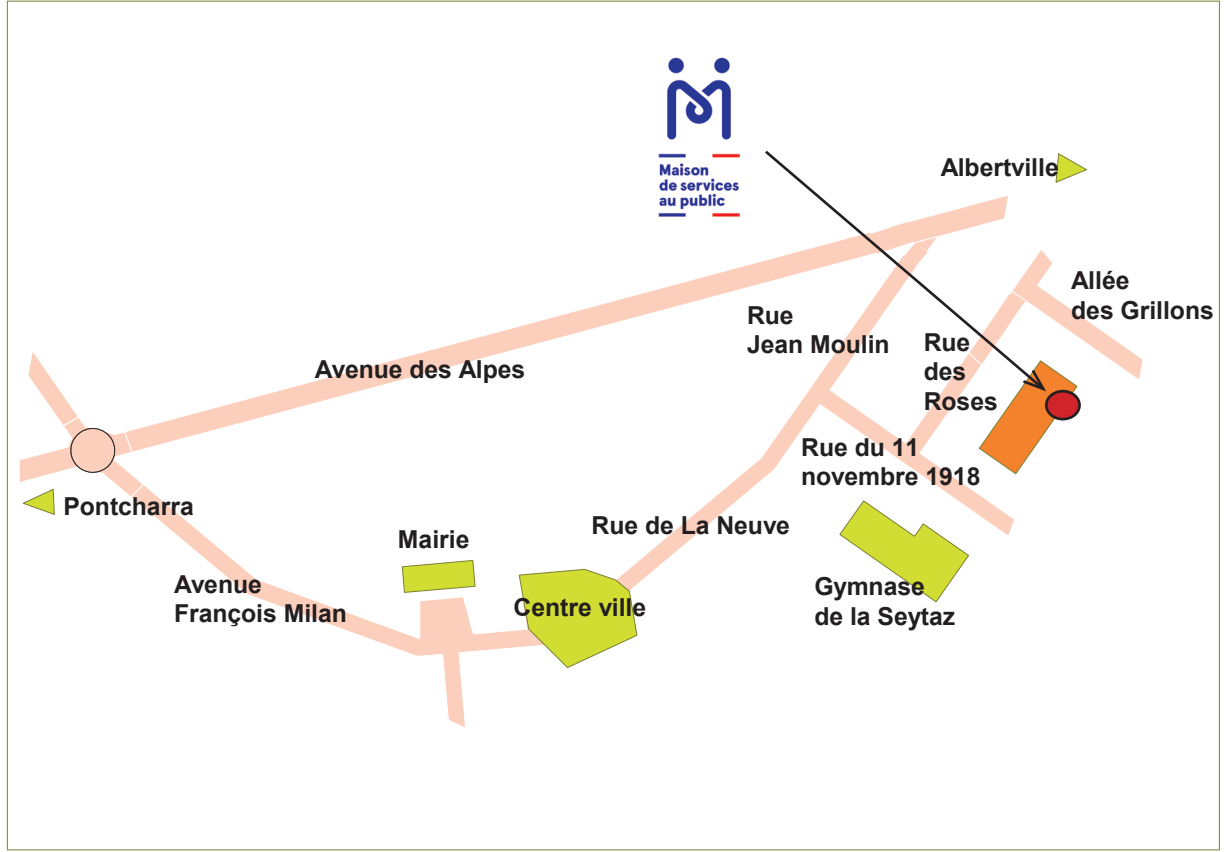 Maison
de services
au public
Albertville
Allée
des Grillons
Rue
Jean Moulin
Rue
des
Roses
Avenue des Alpes
Rue du 11
novembre 1918
Pontcharra
Rue de La Neuve
Mairie
Avenue
François Milan
Centre ville
Gymnase
de la Seytaz